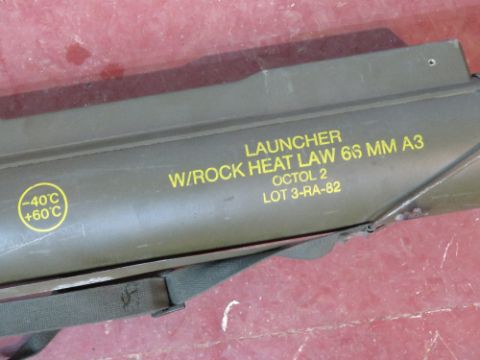 LAUNCHER
W/ROCK HEAT LAW 66 MM A3
OCTOL 2
LOT 3-RA-82
-40°C
+60°C